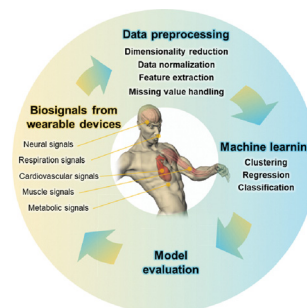 Data preprocessing
Dimensionality reduction
Data normalization
Feature extraction
Missing value handling
Biosignals from
wearable devices
Neural signals
Respiration signals
Cardiovascular signals
Muscle signals
Metabolic signals
Machine learnin
Clustering
Regression
Classification
Model
evaluation